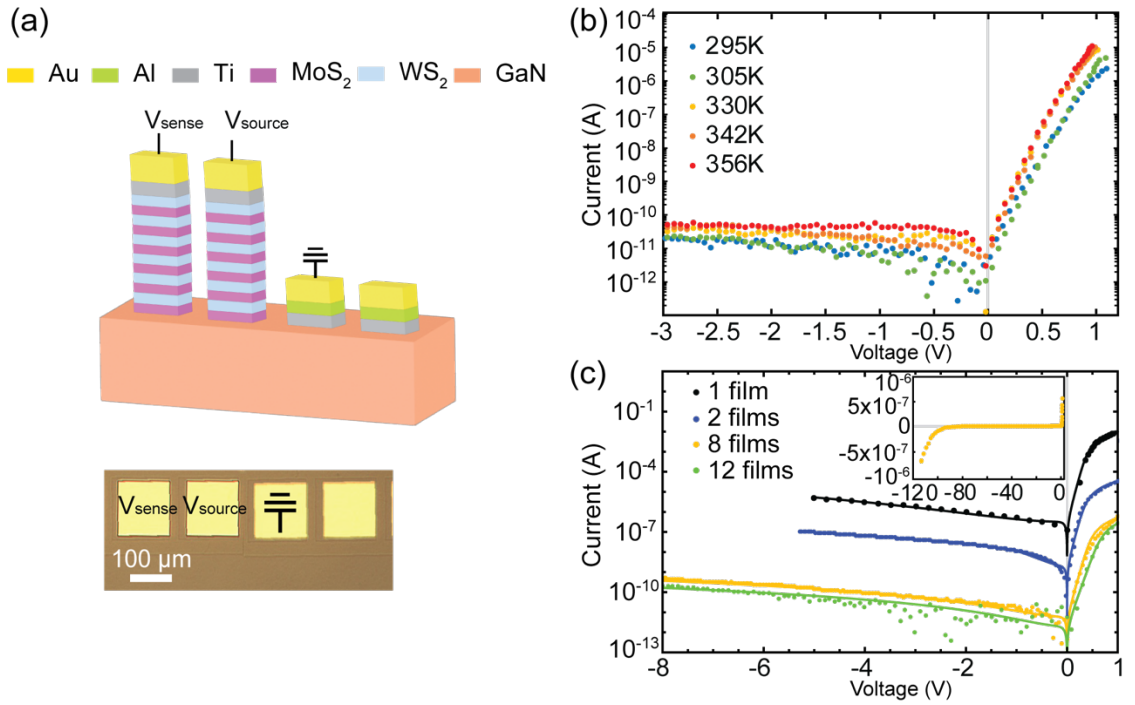 (a)
Au Al Ti MoS₂ WS₂ GaN
Vsense Vsource
Vsense Vsource
100 μm
(b)
10⁻⁴
10⁻⁵
10⁻⁶
10⁻⁷
10⁻⁸
10⁻⁹
10⁻¹⁰
10⁻¹¹
10⁻¹²
Current (A)
295K
305K
330K
342K
356K
-3 -2.5 -2 -1.5 -1 -0.5 0 0.5 1
Voltage (V)
(c)
10⁻¹
10⁻⁴
10⁻⁷
10⁻¹⁰
10⁻¹³
Current (A)
1 film
2 films
8 films
12 films
10⁻⁶
5x10⁻⁷
0
-5x10⁻⁷
-10⁻⁶
-120 -80 -40 0
-8 -6 -4 -2 0 1
Voltage (V)